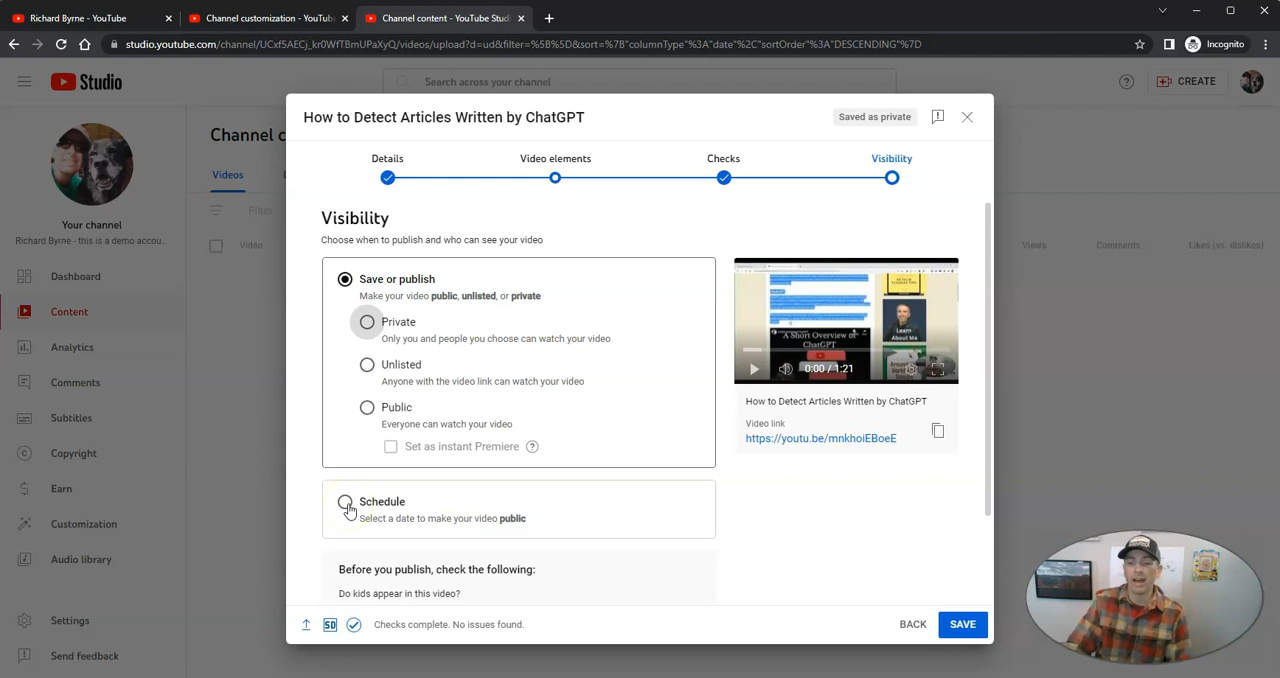 Richard Byrne - YouTube
Channel customization - YouTube
Channel content - YouTube Studi
studio.youtube.com/channel/UCxf5AECj_kr0WfTBmUPaXyQ/videos/upload?d=ud&filter=%5B%5D&sort=%7B"columnType"%3A"date"%2C"sortOrder"%3A"DESCENDING"%7D
Incognito
Studio
Search across your channel
CREATE
Your channel
Richard Byrne - this is a demo accou...
Dashboard
Content
Analytics
Comments
Subtitles
Copyright
Earn
Customization
Audio library
Settings
Send feedback
Channel c
Videos
Filter
Video
Views
Comments
Likes (vs. dislikes)
How to Detect Articles Written by ChatGPT
Saved as private
Details
Video elements
Checks
Visibility
Visibility
Choose when to publish and who can see your video
Save or publish
Make your video public, unlisted, or private
Private
Only you and people you choose can watch your video
Unlisted
Anyone with the video link can watch your video
Public
Everyone can watch your video
Set as instant Premiere
Schedule
Select a date to make your video public
Before you publish, check the following:
Do kids appear in this video?
Learn
About Me
A Short Overview of
ChatGPT
0:00 / 1:21
How to Detect Articles Written by ChatGPT
Video link
https://youtu.be/mnkhoiEBoeE
SD
Checks complete. No issues found.
BACK
SAVE